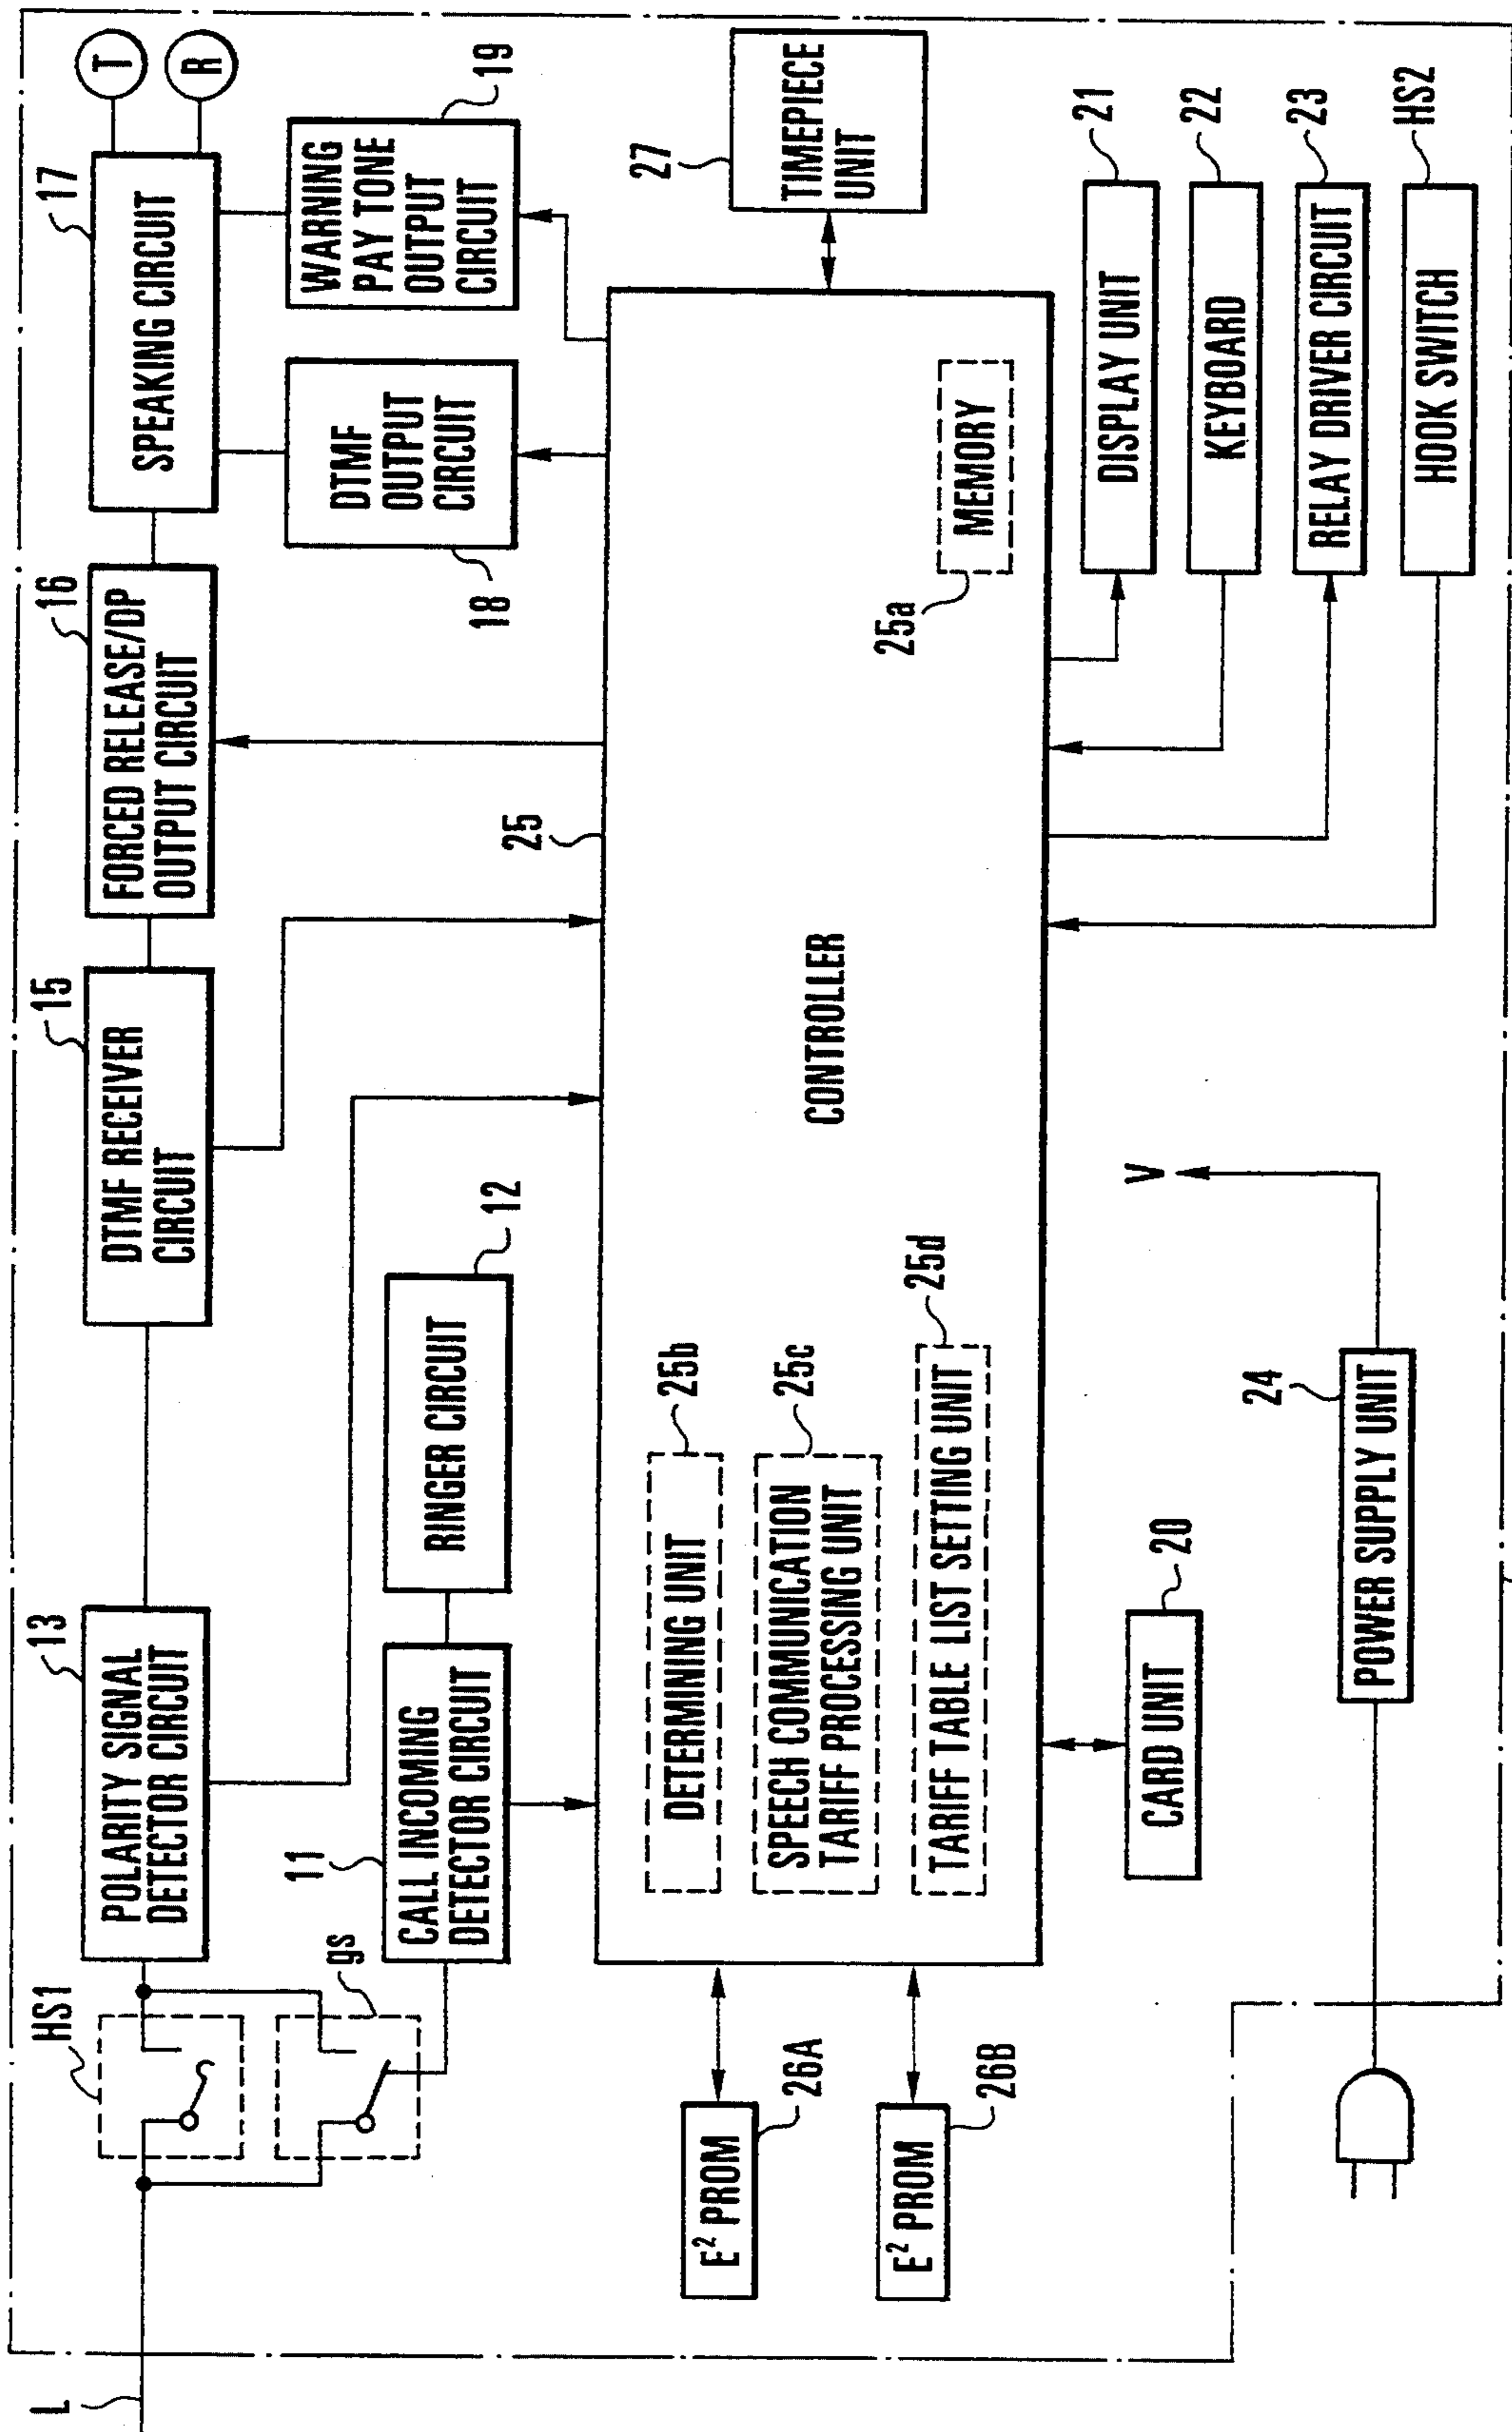 L
HS1
gs
13
POLARITY SIGNAL
DETECTOR CIRCUIT
15
DTMF RECEIVER
CIRCUIT
16
FORCED RELEASE/DP
OUTPUT CIRCUIT
17
SPEAKING CIRCUIT
T
R
11
CALL INCOMING
DETECTOR CIRCUIT
RINGER CIRCUIT
12
DTMF
OUTPUT
CIRCUIT
18
WARNING
PAY TONE
OUTPUT
CIRCUIT
19
25
CONTROLLER
DETERMINING UNIT
25b
SPEECH COMMUNICATION
TARIFF PROCESSING UNIT
25c
TARIFF TABLE LIST SETTING UNIT
25d
MEMORY
25a
27
TIMEPIECE
UNIT
E² PROM
26A
E² PROM
26B
CARD UNIT
20
24
POWER SUPPLY UNIT
V
DISPLAY UNIT
21
KEYBOARD
22
RELAY DRIVER CIRCUIT
23
HOOK SWITCH
HS2